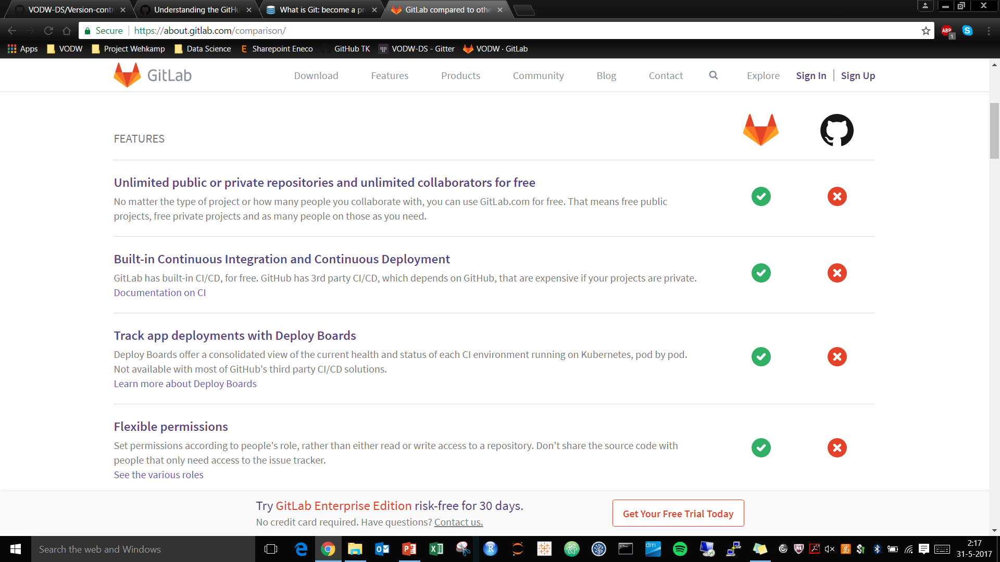 VODW-DS/Version-contr
Understanding the GitHu
What is Git: become a pr
GitLab compared to othe
Secure
https://about.gitlab.com/comparison/
ABP
1
Apps
VODW
Project Wehkamp
Data Science
Sharepoint Eneco
GitHub TK
VODW-DS - Gitter
VODW · GitLab
GitLab
Download
Features
Products
Community
Blog
Contact
Explore
Sign In
Sign Up
FEATURES
Unlimited public or private repositories and unlimited collaborators for free
No matter the type of project or how many people you collaborate with, you can use GitLab.com for free. That means free public
projects, free private projects and as many people on those as you need.
Built-in Continuous Integration and Continuous Deployment
GitLab has built-in CI/CD, for free. GitHub has 3rd party CI/CD, which depends on GitHub, that are expensive if your projects are private.
Documentation on CI
Track app deployments with Deploy Boards
Deploy Boards offer a consolidated view of the current health and status of each CI environment running on Kubernetes, pod by pod.
Not available with most of GitHub's third party CI/CD solutions.
Learn more about Deploy Boards
Flexible permissions
Set permissions according to people's role, rather than either read or write access to a repository. Don't share the source code with
people that only need access to the issue tracker.
See the various roles
Try GitLab Enterprise Edition risk-free for 30 days.
No credit card required. Have questions? Contact us.
Get Your Free Trial Today
Search the web and Windows
dm
2:17
31-5-2017